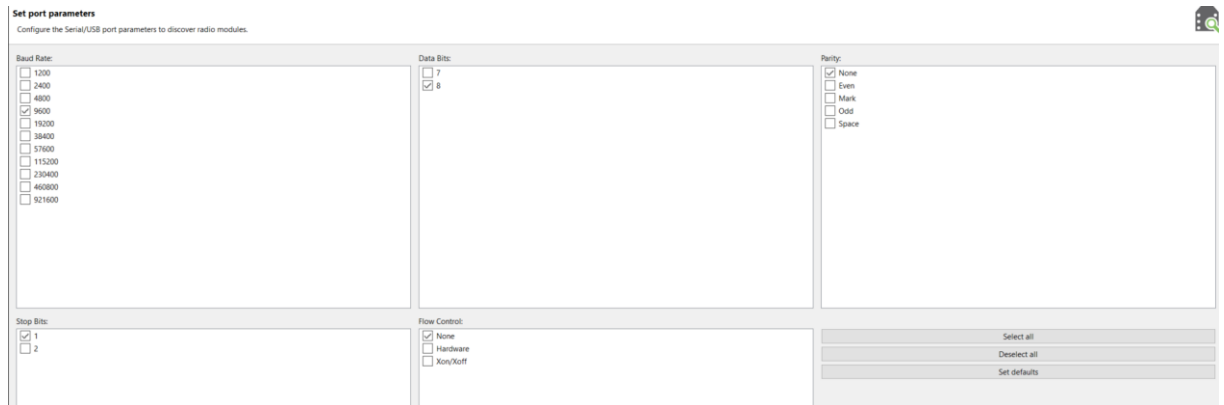 Set port parameters
Configure the Serial/USB port parameters to discover radio modules.
Baud Rate:
1200
2400
4800
9600
19200
38400
57600
115200
230400
460800
921600
Data Bits:
7
8
Parity:
None
Even
Mark
Odd
Space
Stop Bits:
1
2
Flow Control:
None
Hardware
Xon/Xoff
Select all
Deselect all
Set defaults